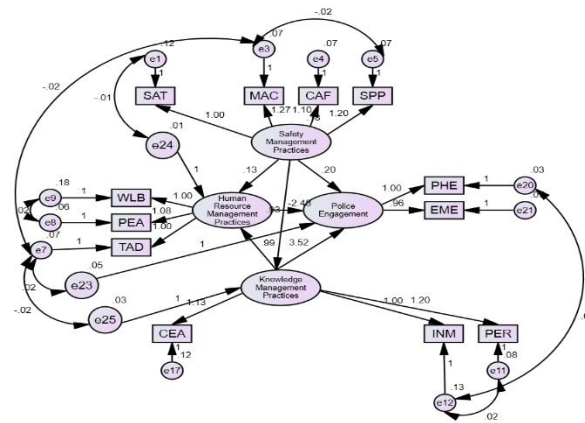 -.02
.12
.07
.07
.07
e1
e3
e4
e5
1
1
1
1
-.02
SAT
MAC
CAF
SPP
-.01
1.00
1.27
1.10
1.20
.01
e24
Safety
Management
Practices
1
.13
.20
.18
e9
1
WLB
1.00
PHE
1
e20
.03
.06
e8
1
PEA
1.08
Human
Resource
Management
Practices
-2.48
Police
Engagement
1.00
.96
EME
1
e21
.02
.07
e7
1
TAD
1.00
.99
3.52
.05
e23
1
.02
-.02
.03
e25
1
Knowledge
Management
Practices
1.13
1.00
1.20
CEA
INM
PER
1
.12
e17
1
1
.08
e11
.13
e12
.02